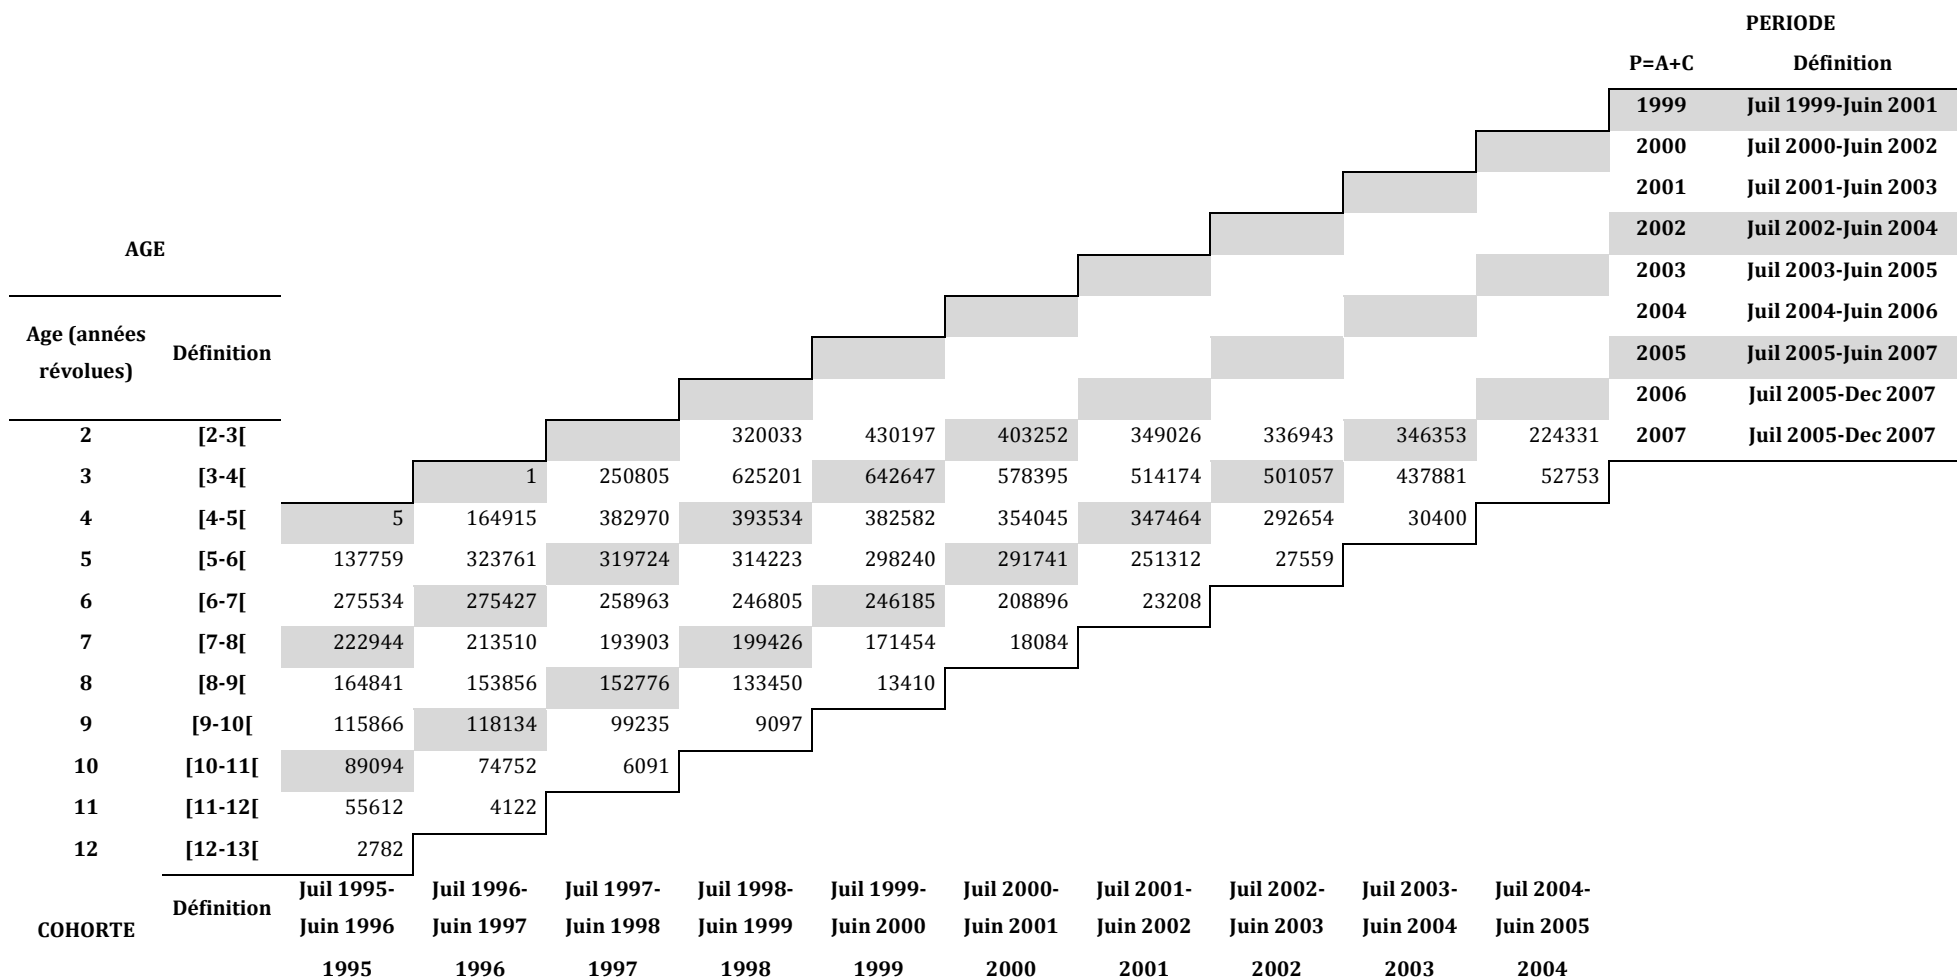 PERIODE
P=A+C Définition
1999 Juil 1999-Juin 2001
2000 Juil 2000-Juin 2002
2001 Juil 2001-Juin 2003
2002 Juil 2002-Juin 2004
AGE
2003 Juil 2003-Juin 2005
2004 Juil 2004-Juin 2006
Age (années
révolues) Définition
2005 Juil 2005-Juin 2007
2006 Juil 2005-Dec 2007
2 [2-3[ 320033 430197 403252 349026 336943 346353 224331 2007 Juil 2005-Dec 2007
3 [3-4[ 1 250805 625201 642647 578395 514174 501057 437881 52753
4 [4-5[ 5 164915 382970 393534 382582 354045 347464 292654 30400
5 [5-6[ 137759 323761 319724 314223 298240 291741 251312 27559
6 [6-7[ 275534 275427 258963 246805 246185 208896 23208
7 [7-8[ 222944 213510 193903 199426 171454 18084
8 [8-9[ 164841 153856 152776 133450 13410
9 [9-10[ 115866 118134 99235 9097
10 [10-11[ 89094 74752 6091
11 [11-12[ 55612 4122
12 [12-13[ 2782
COHORTE Définition
Juil 1995- Juil 1996- Juil 1997- Juil 1998- Juil 1999- Juil 2000- Juil 2001- Juil 2002- Juil 2003- Juil 2004-
Juin 1996 Juin 1997 Juin 1998 Juin 1999 Juin 2000 Juin 2001 Juin 2002 Juin 2003 Juin 2004 Juin 2005
1995 1996 1997 1998 1999 2000 2001 2002 2003 2004